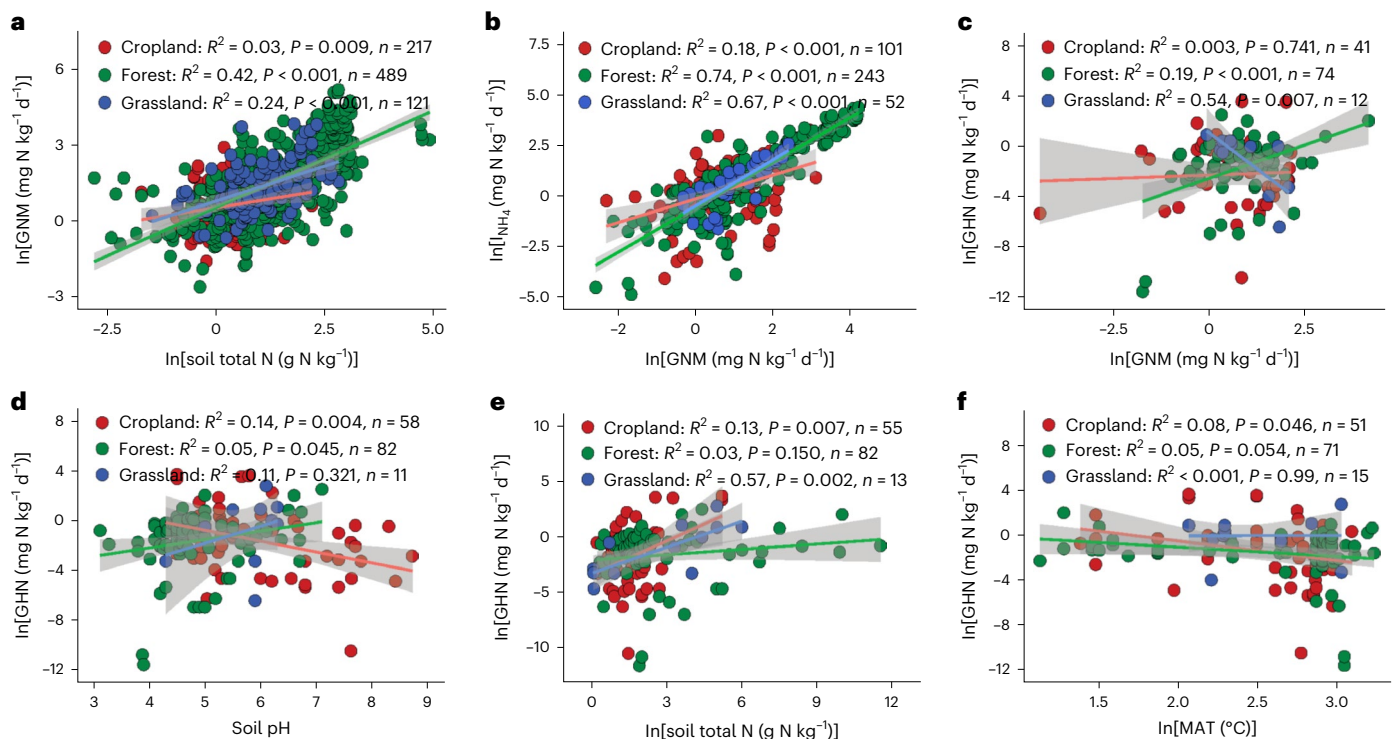 a
Cropland: R² = 0.03, P = 0.009, n = 217
Forest: R² = 0.42, P < 0.001, n = 489
Grassland: R² = 0.24, P < 0.001, n = 121
ln[GNM (mg N kg⁻¹ d⁻¹)]
6
3
0
−3
−2.5
0
2.5
5.0
ln[soil total N (g N kg⁻¹)]
b
Cropland: R² = 0.18, P < 0.001, n = 101
Forest: R² = 0.74, P < 0.001, n = 243
Grassland: R² = 0.67, P < 0.001, n = 52
ln[I_NH₄ (mg N kg⁻¹ d⁻¹)]
7.5
5.0
2.5
0
−2.5
−5.0
−2
0
2
4
ln[GNM (mg N kg⁻¹ d⁻¹)]
c
Cropland: R² = 0.003, P = 0.741, n = 41
Forest: R² = 0.19, P < 0.001, n = 74
Grassland: R² = 0.54, P = 0.007, n = 12
ln[GHN (mg N kg⁻¹ d⁻¹)]
8
4
0
−4
−8
−12
−2.5
0
2.5
ln[GNM (mg N kg⁻¹ d⁻¹)]
d
Cropland: R² = 0.14, P = 0.004, n = 58
Forest: R² = 0.05, P = 0.045, n = 82
Grassland: R² = 0.11, P = 0.321, n = 11
ln[GHN (mg N kg⁻¹ d⁻¹)]
8
4
0
−4
−8
−12
3
4
5
6
7
8
9
Soil pH
e
Cropland: R² = 0.13, P = 0.007, n = 55
Forest: R² = 0.03, P = 0.150, n = 82
Grassland: R² = 0.57, P = 0.002, n = 13
ln[GHN (mg N kg⁻¹ d⁻¹)]
10
5
0
−5
−10
0
3
6
9
12
ln[soil total N (g N kg⁻¹)]
f
Cropland: R² = 0.08, P = 0.046, n = 51
Forest: R² = 0.05, P = 0.054, n = 71
Grassland: R² < 0.001, P = 0.99, n = 15
ln[GHN (mg N kg⁻¹ d⁻¹)]
8
4
0
−4
−8
−12
1.5
2.0
2.5
3.0
ln[MAT (°C)]